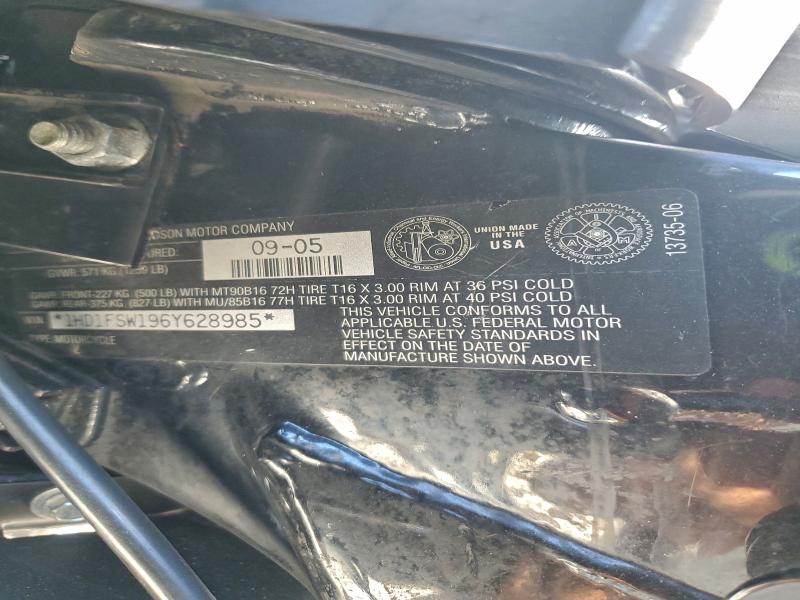 DSON MOTOR COMPANY
URED: 09-05
GVWR: 571 KG (1259 LB)
GAWR: FRONT-227 KG (500 LB) WITH MT90B16 72H TIRE T16 X 3.00 RIM AT 36 PSI COLD
GAWR: REAR-375 KG (827 LB) WITH MU/85B16 77H TIRE T16 X 3.00 RIM AT 40 PSI COLD
VIN: *1HD1FSW196Y628985*
TYPE: MOTORCYCLE
THIS VEHICLE CONFORMS TO ALL
APPLICABLE U.S. FEDERAL MOTOR
VEHICLE SAFETY STANDARDS IN
EFFECT ON THE DATE OF
MANUFACTURE SHOWN ABOVE.
UNION MADE
IN THE
USA
13735-06